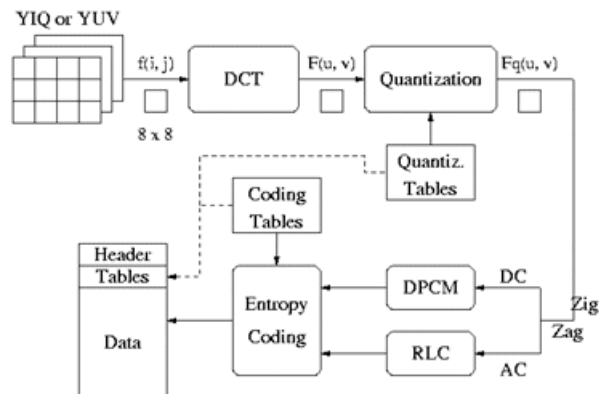 YIQ or YUV
f(i, j)
F(u, v)
Fq(u, v)
DCT
Quantization
8 x 8
Quantiz.
Tables
Coding
Tables
Header
Tables
Data
Entropy
Coding
DPCM
DC
Zig
Zag
RLC
AC